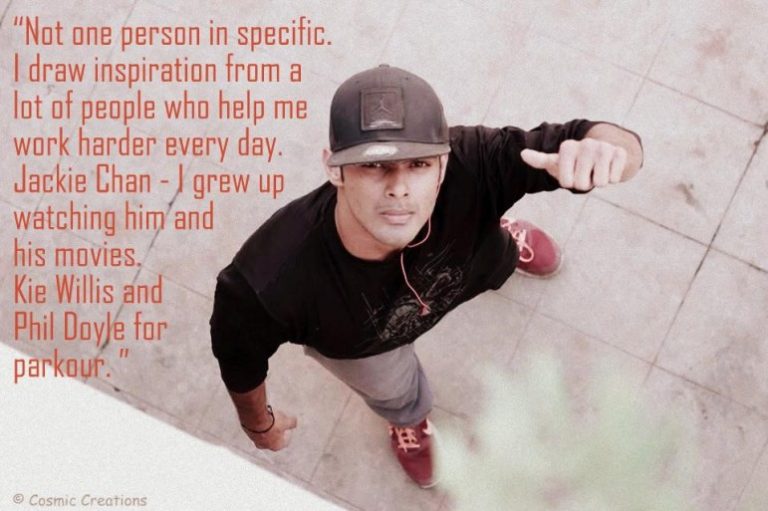 “Not one person in specific.
I draw inspiration from a
lot of people who help me
work harder every day.
Jackie Chan - I grew up
watching him and
his movies.
Kie Willis and
Phil Doyle for
parkour. ”
© Cosmic Creations